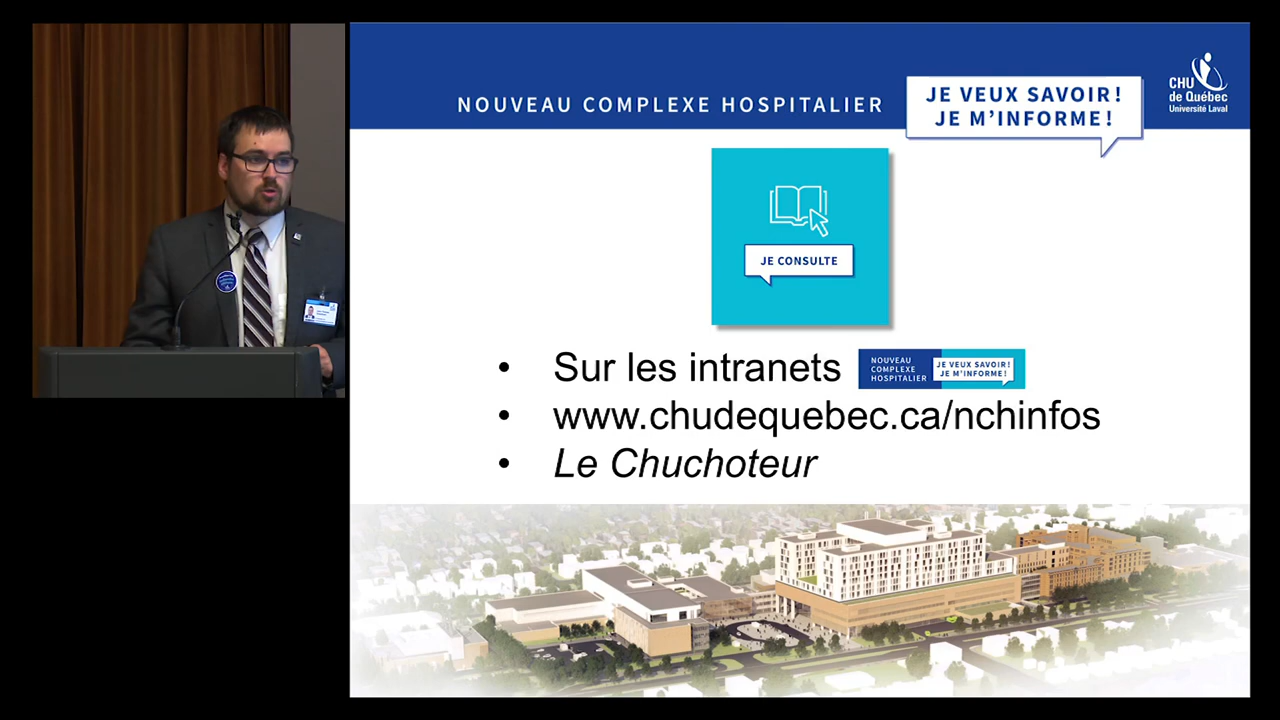 NOUVEAU COMPLEXE HOSPITALIER
JE VEUX SAVOIR!
JE M'INFORME!
CHU
de Québec
Université Laval
JE CONSULTE
• Sur les intranets
NOUVEAU
COMPLEXE
HOSPITALIER
JE VEUX SAVOIR!
JE M'INFORME!
• www.chudequebec.ca/nchinfos
• Le Chuchoteur